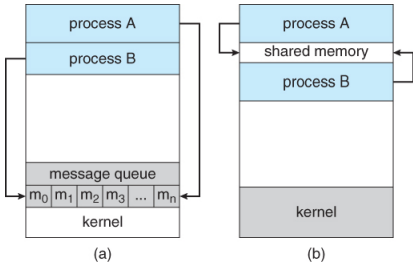 process A
process B
message queue
m0 m1 m2 m3 ... mn
kernel
(a)
process A
shared memory
process B
kernel
(b)